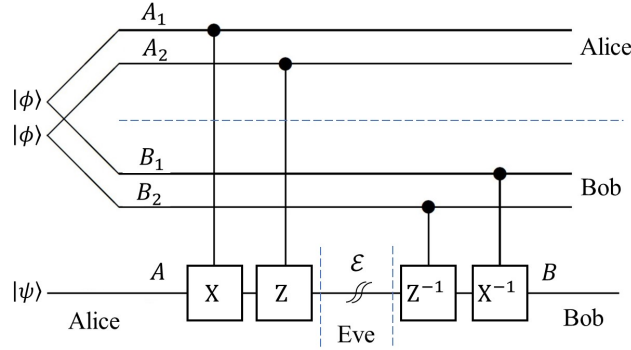 A₁
Alice
A₂
|ϕ⟩
|ϕ⟩
B₁
Bob
B₂
A
ℰ
B
|ψ⟩
X
Z
Z⁻¹
X⁻¹
Alice
Eve
Bob